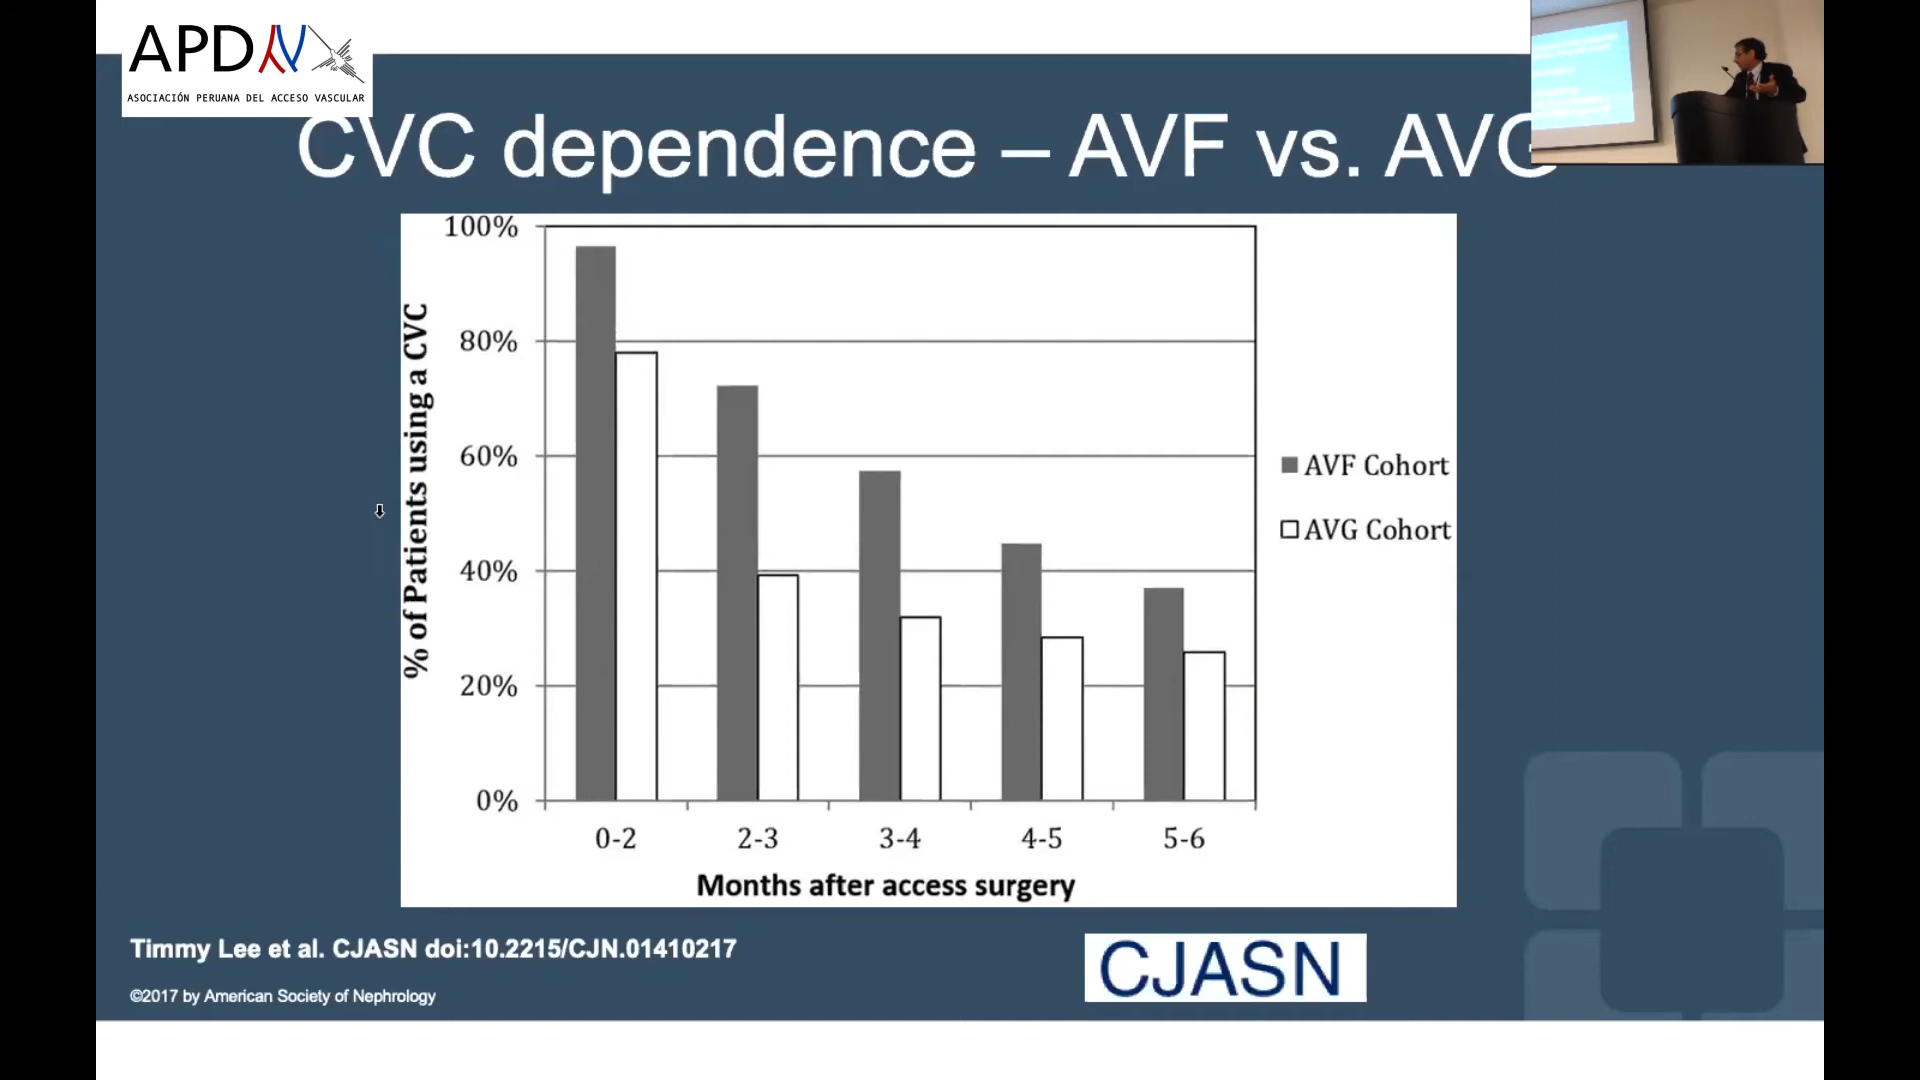 APDAV
ASOCIACIÓN PERUANA DEL ACCESO VASCULAR
CVC dependence – AVF vs. AVG
% of Patients using a CVC
100%
80%
60%
40%
20%
0%
0-2
2-3
3-4
4-5
5-6
Months after access surgery
AVF Cohort
AVG Cohort
Timmy Lee et al. CJASN doi:10.2215/CJN.01410217
©2017 by American Society of Nephrology
CJASN